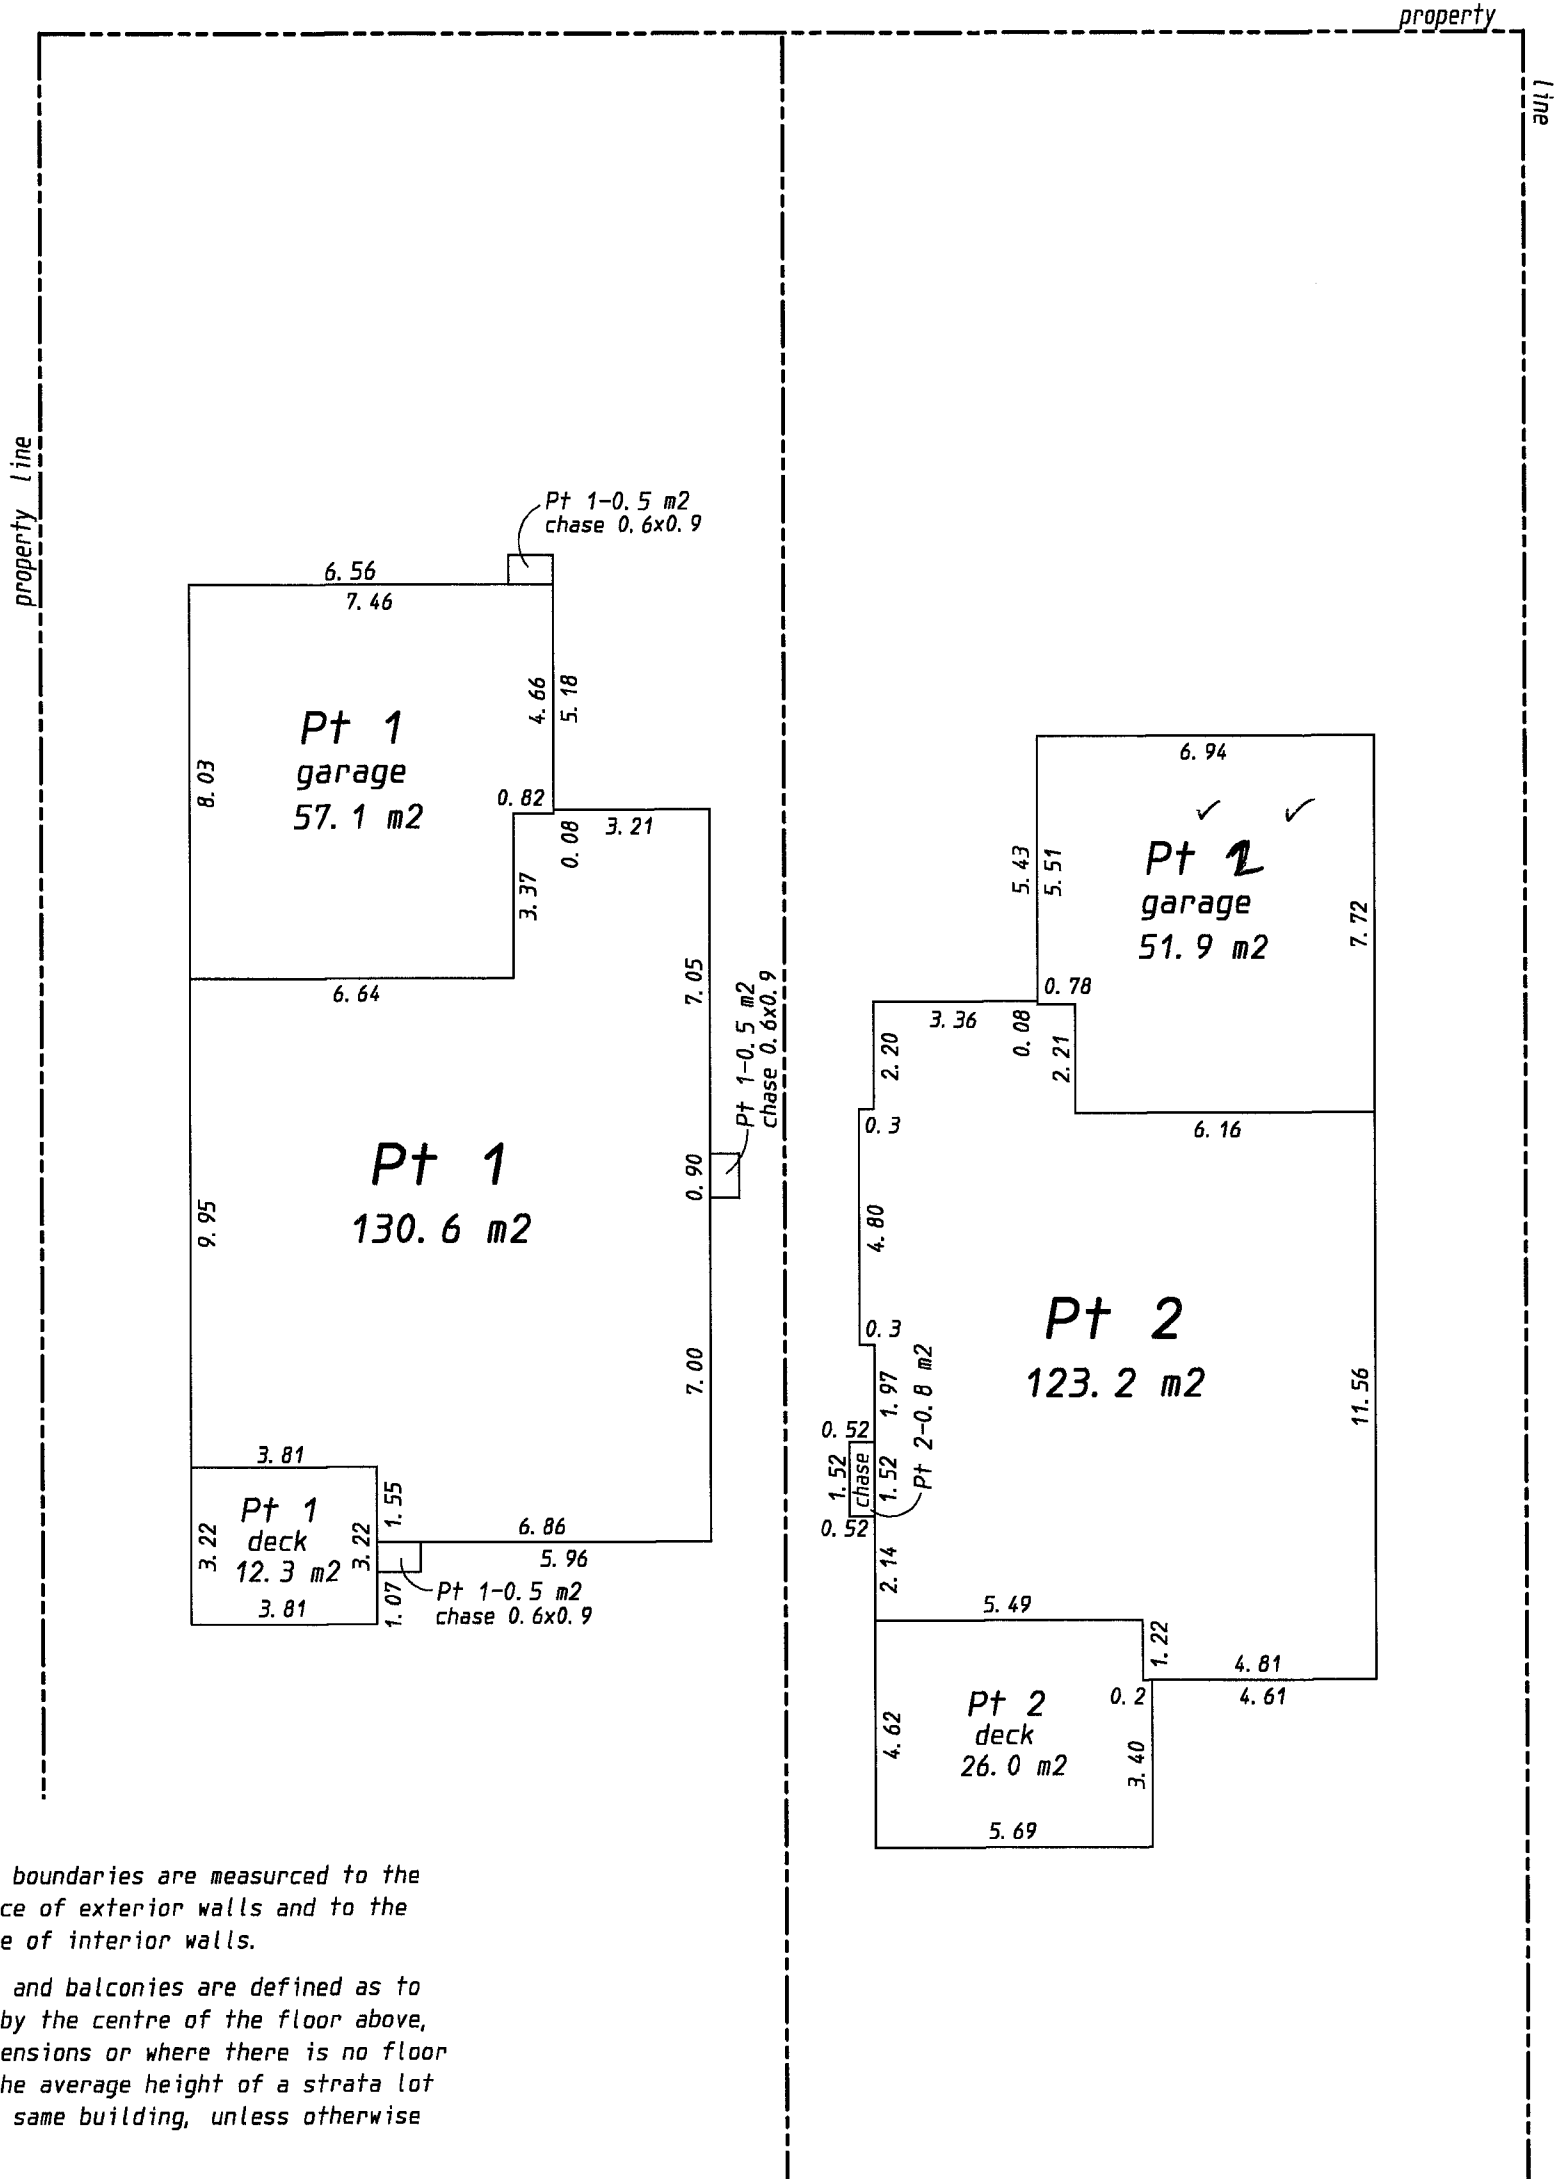 property
line
property line
Pt 1-0.5 m2
chase 0.6x0.9
6.56
7.46
4.66
5.18
Pt 1
garage
57.1 m2
8.03
0.82
0.08
3.21
3.37
6.64
7.05
Pt 1-0.5 m2
chase 0.6x0.9
0.90
Pt 1
130.6 m2
9.95
7.00
3.81
1.55
Pt 1
deck
12.3 m2
3.22
3.22
6.86
5.96
1.07
Pt 1-0.5 m2
chase 0.6x0.9
3.81
6.94
5.43
5.51
Pt 2
garage
51.9 m2
7.72
0.78
3.36
0.08
2.20
2.21
0.3
6.16
4.80
0.3
Pt 2
123.2 m2
11.56
1.97
Pt 2-0.8 m2
0.52
1.52
chase
1.52
0.52
2.14
5.49
1.22
4.81
4.61
0.2
Pt 2
deck
26.0 m2
4.62
3.40
5.69
boundaries are measurced to the
ce of exterior walls and to the
e of interior walls.
and balconies are defined as to
by the centre of the floor above,
ensions or where there is no floor
he average height of a strata lot
same building, unless otherwise